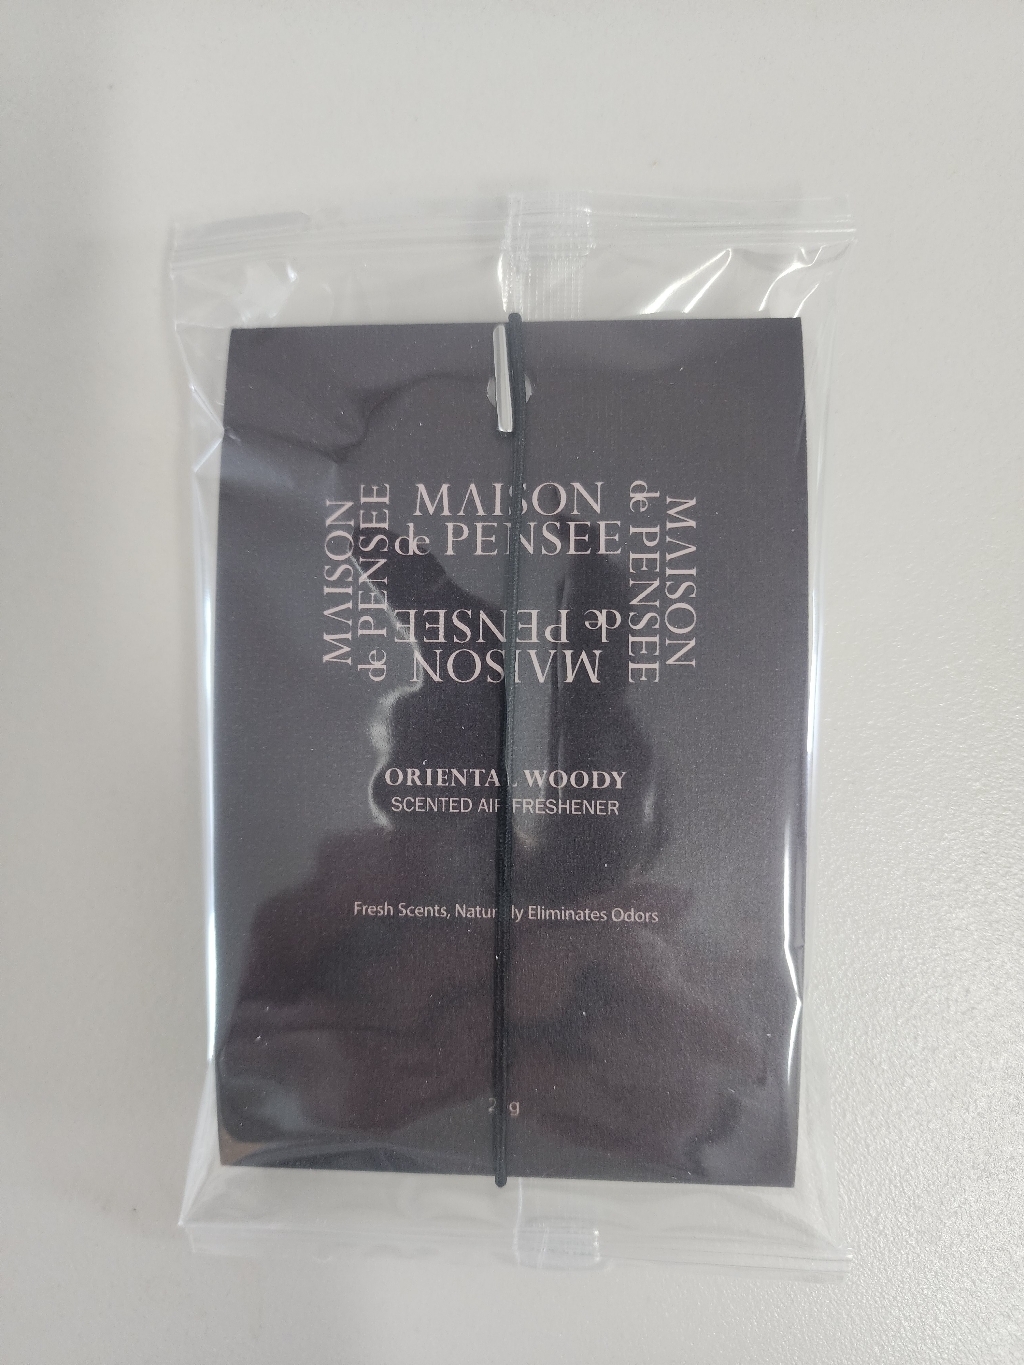 MAISON
de PENSEE
MAISON
de PENSEE
MAISON
de PENSEE
MAISON
de PENSEE
ORIENTAL WOODY
SCENTED AIR FRESHENER
Fresh Scents, Naturally Eliminates Odors
g